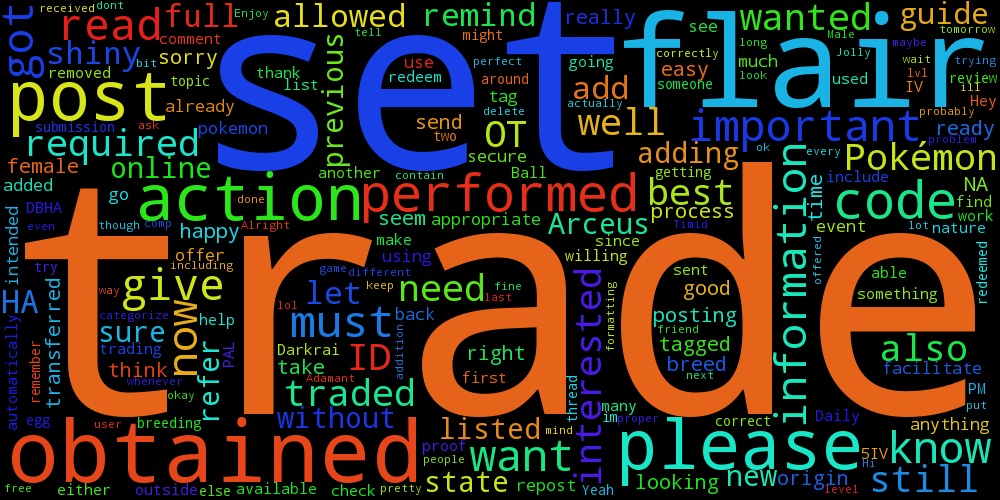 received dont
Enjoy
got read full allowed remind really wanted guide
comment tell might see Male maybe tomorrow
shiny bit sorry use going long much Jolly wait trying
removed thank redeem perfect around easy someone correctly look used lvl IV review
set flair
post topic list previous tag add actually ill Hey
already send delete well probably
submission ask pokemon two OT important ready
required secure ok problem
female online another contain Ball adding every Pokémon
added go action performed getting best include NA
done seem appropriate Arceus process code find
DBHA work
intended even though comp Alright since Timid event lot nature
happy make willing time
try offer using
including game different sent able redeemed
HA give keep fine good something offered
way lol let need last formatting
transferred categorize now must back posting information
sure help friend
trade
trading PAL Darkrai right tagged also
automatically remember think take ID addition first interested breed facilitate
whenever refer Adamant next
okay traded thread many PM
egg user breeding without listed mind im proper correct Daily put
obtained proof want please anything know
people 5IV
Hi
free either outside else available check pretty state repost Yeah looking new origin level still